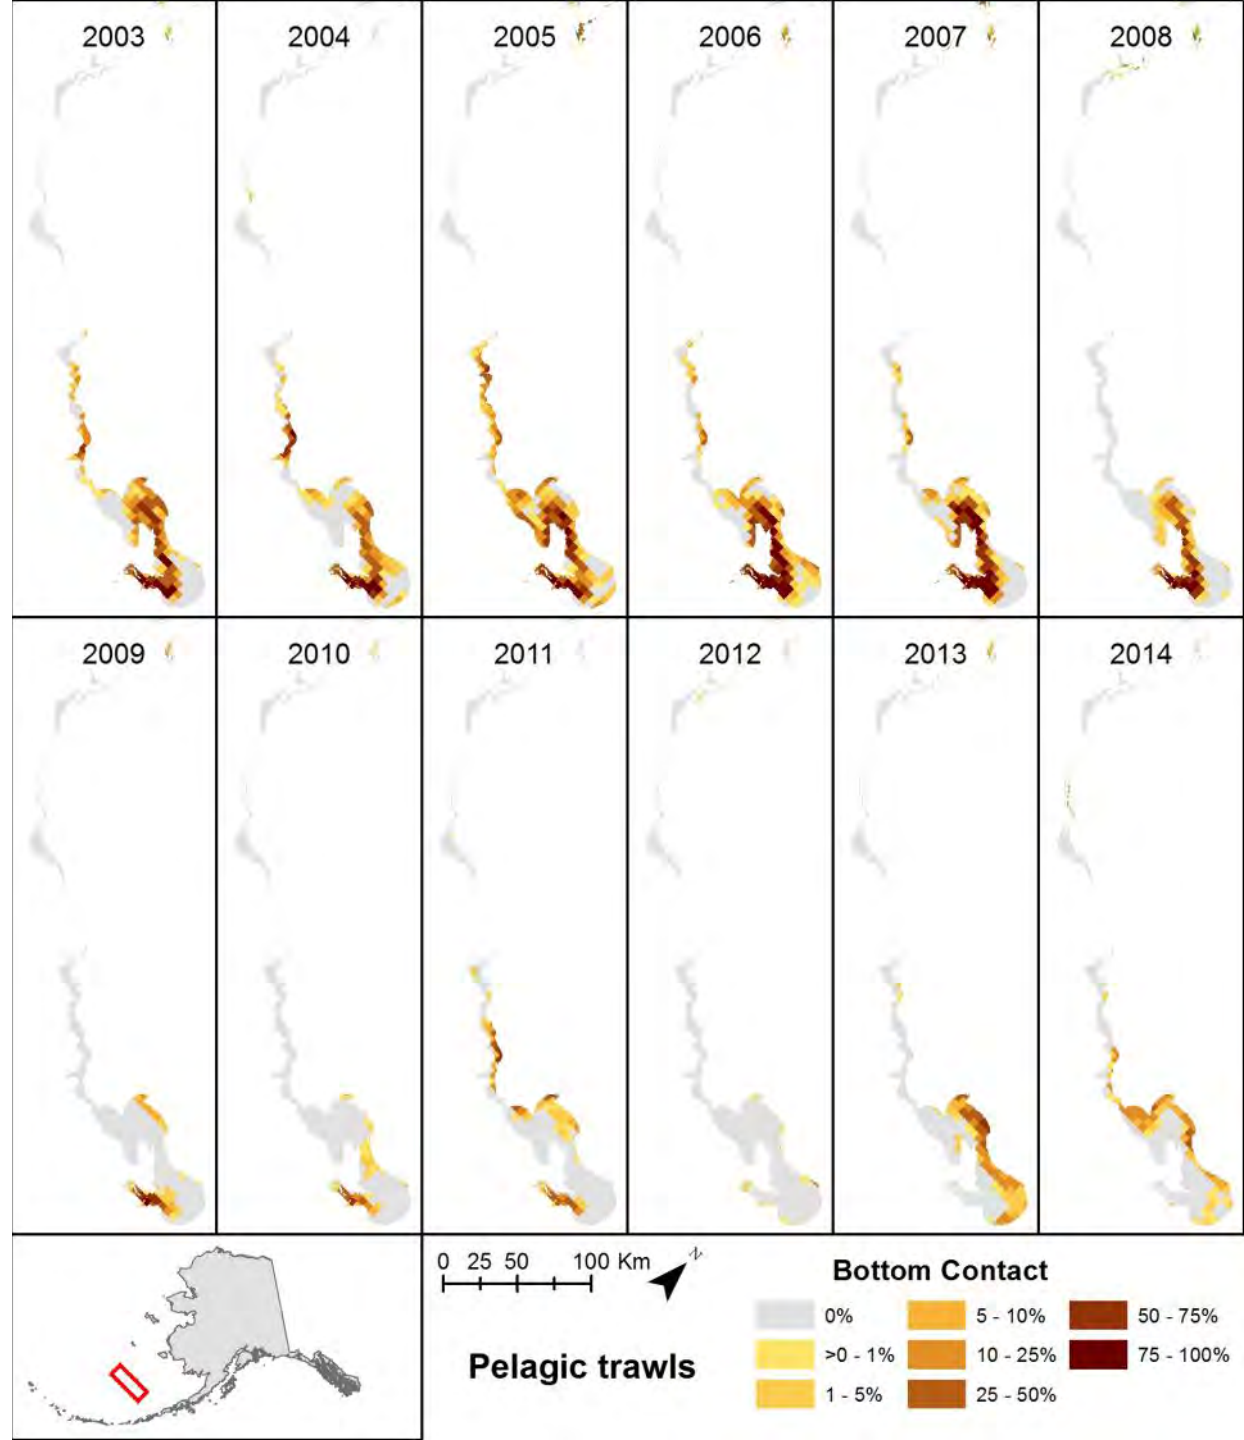 2003 2004 2005 2006 2007 2008
2009 2010 2011 2012 2013 2014
0 25 50 100 Km
N
Pelagic trawls
Bottom Contact
0% 5 - 10% 50 - 75%
>0 - 1% 10 - 25% 75 - 100%
1 - 5% 25 - 50%